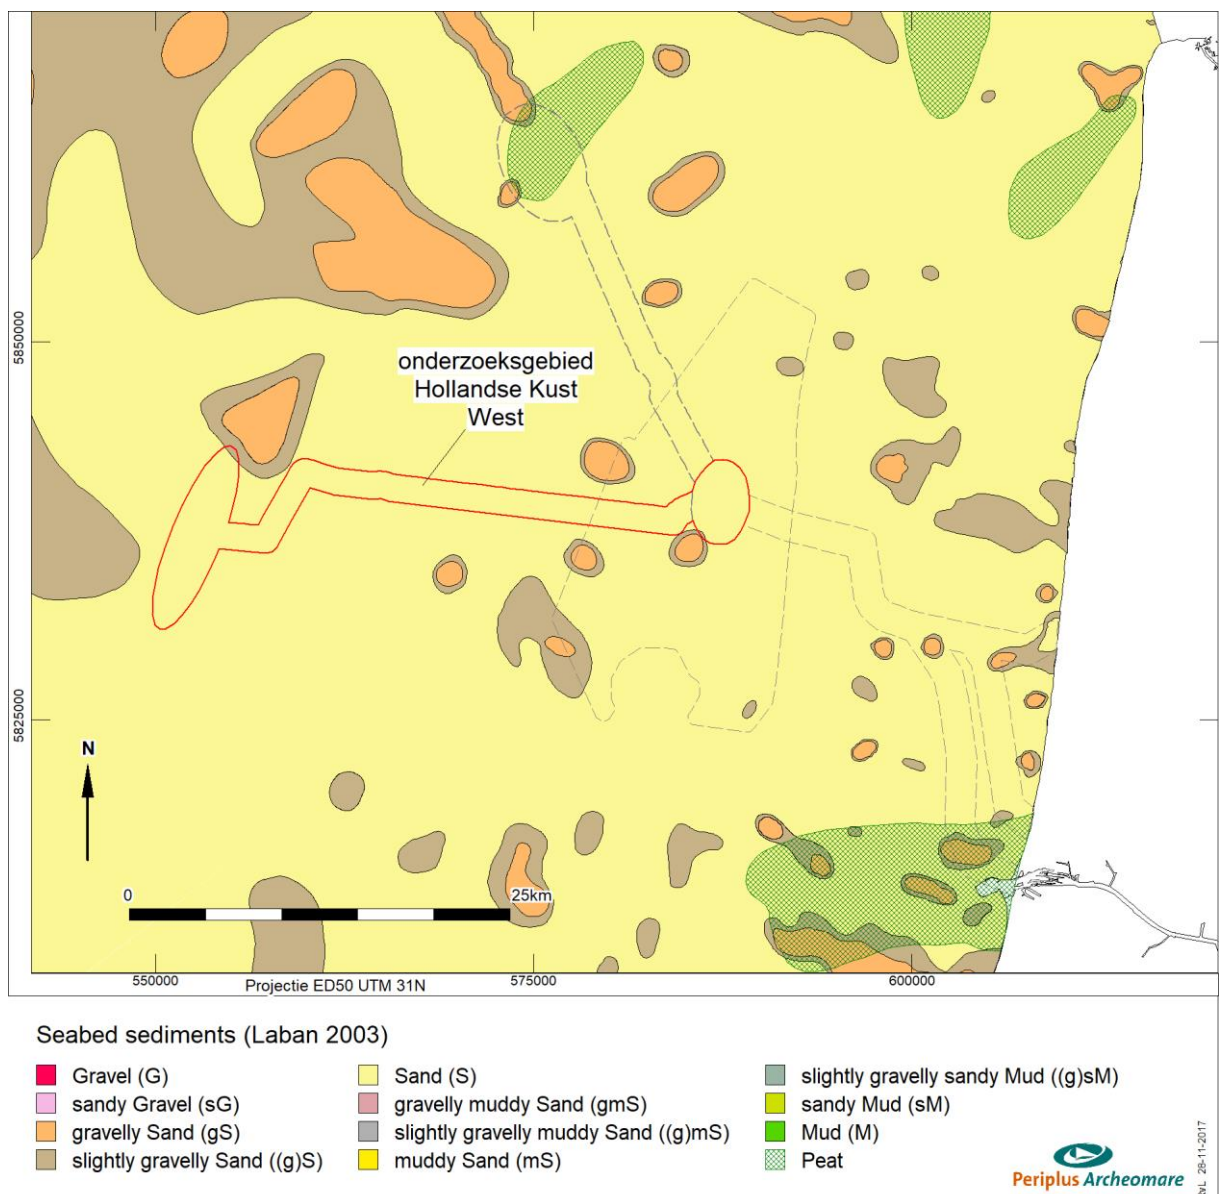 onderzoeksgebied
Hollandse Kust
West
5850000
5825000
N
0
25km
550000
575000
600000
Projectie ED50 UTM 31N
Seabed sediments (Laban 2003)
Gravel (G)
sandy Gravel (sG)
gravelly Sand (gS)
slightly gravelly Sand ((g)S)
Sand (S)
gravelly muddy Sand (gmS)
slightly gravelly muddy Sand ((g)mS)
muddy Sand (mS)
slightly gravelly sandy Mud ((g)sM)
sandy Mud (sM)
Mud (M)
Peat
Periplus Archeomare
28-11-2017